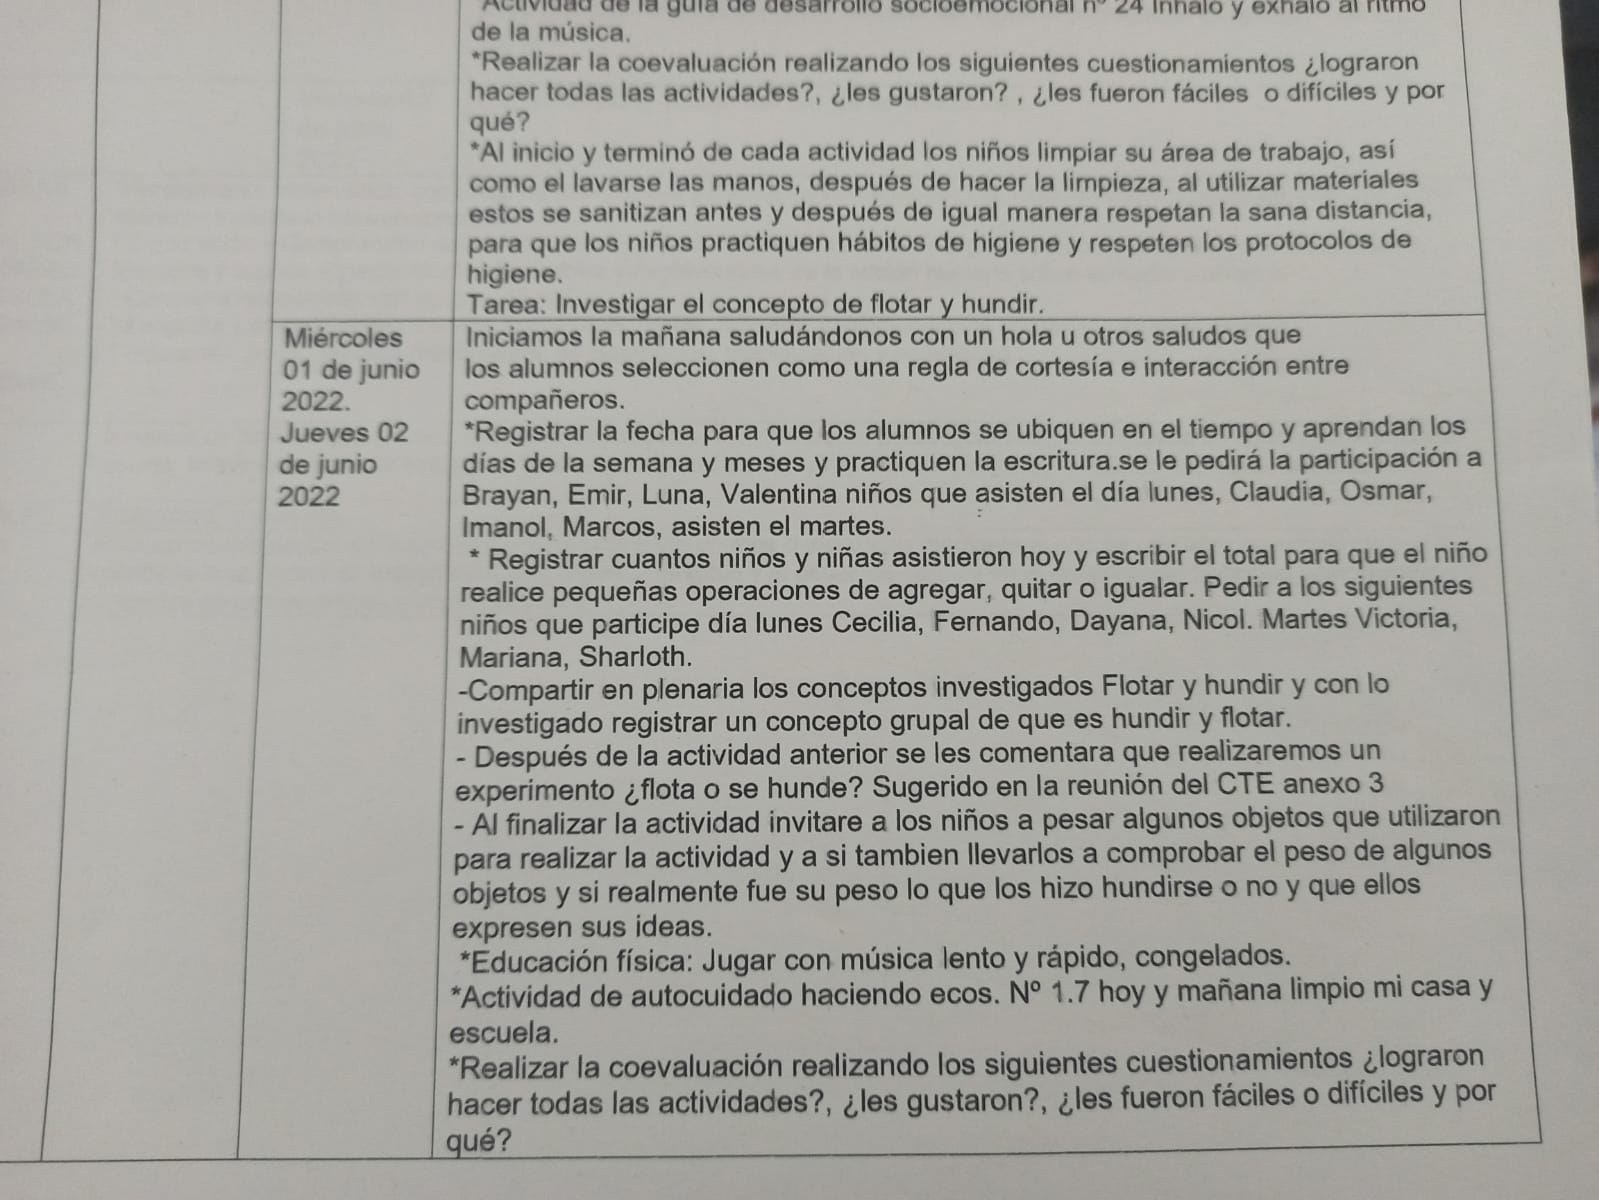 Actividad de la guía de desarrollo socioemocional nº 24 Inhalo y exhalo al ritmo
de la música.
*Realizar la coevaluación realizando los siguientes cuestionamientos ¿lograron
hacer todas las actividades?, ¿les gustaron? , ¿les fueron fáciles o difíciles y por
qué?
*Al inicio y terminó de cada actividad los niños limpiar su área de trabajo, así
como el lavarse las manos, después de hacer la limpieza, al utilizar materiales
estos se sanitizan antes y después de igual manera respetan la sana distancia,
para que los niños practiquen hábitos de higiene y respeten los protocolos de
higiene.
Tarea: Investigar el concepto de flotar y hundir.
Miércoles
01 de junio
2022.
Jueves 02
de junio
2022
Iniciamos la mañana saludándonos con un hola u otros saludos que
los alumnos seleccionen como una regla de cortesía e interacción entre
compañeros.
*Registrar la fecha para que los alumnos se ubiquen en el tiempo y aprendan los
días de la semana y meses y practiquen la escritura.se le pedirá la participación a
Brayan, Emir, Luna, Valentina niños que asisten el día lunes, Claudia, Osmar,
Imanol, Marcos, asisten el martes.
* Registrar cuantos niños y niñas asistieron hoy y escribir el total para que el niño
realice pequeñas operaciones de agregar, quitar o igualar. Pedir a los siguientes
niños que participe día lunes Cecilia, Fernando, Dayana, Nicol. Martes Victoria,
Mariana, Sharloth.
-Compartir en plenaria los conceptos investigados Flotar y hundir y con lo
investigado registrar un concepto grupal de que es hundir y flotar.
- Después de la actividad anterior se les comentara que realizaremos un
experimento ¿flota o se hunde? Sugerido en la reunión del CTE anexo 3
- Al finalizar la actividad invitare a los niños a pesar algunos objetos que utilizaron
para realizar la actividad y a si tambien llevarlos a comprobar el peso de algunos
objetos y si realmente fue su peso lo que los hizo hundirse o no y que ellos
expresen sus ideas.
*Educación física: Jugar con música lento y rápido, congelados.
*Actividad de autocuidado haciendo ecos. Nº 1.7 hoy y mañana limpio mi casa y
escuela.
*Realizar la coevaluación realizando los siguientes cuestionamientos ¿lograron
hacer todas las actividades?, ¿les gustaron?, ¿les fueron fáciles o difíciles y por
qué?